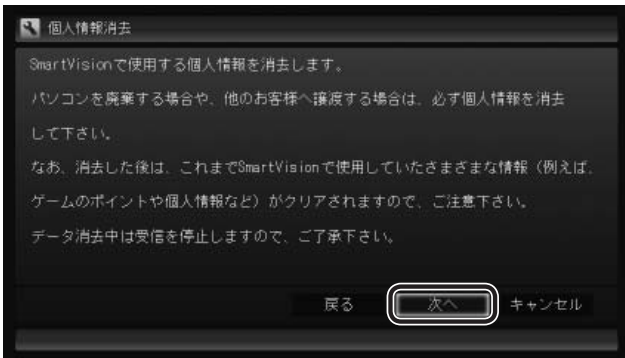 個人情報消去
SmartVisionで使用する個人情報を消去します。
パソコンを廃棄する場合や、他のお客様へ譲渡する場合は、必ず個人情報を消去
して下さい。
なお、消去した後は、これまでSmartVisionで使用していたさまざまな情報（例えば、
ゲームのポイントや個人情報など）がクリアされますので、ご注意下さい。
データ消去中は受信を停止しますので、ご了承下さい。
戻る 次へ キャンセル